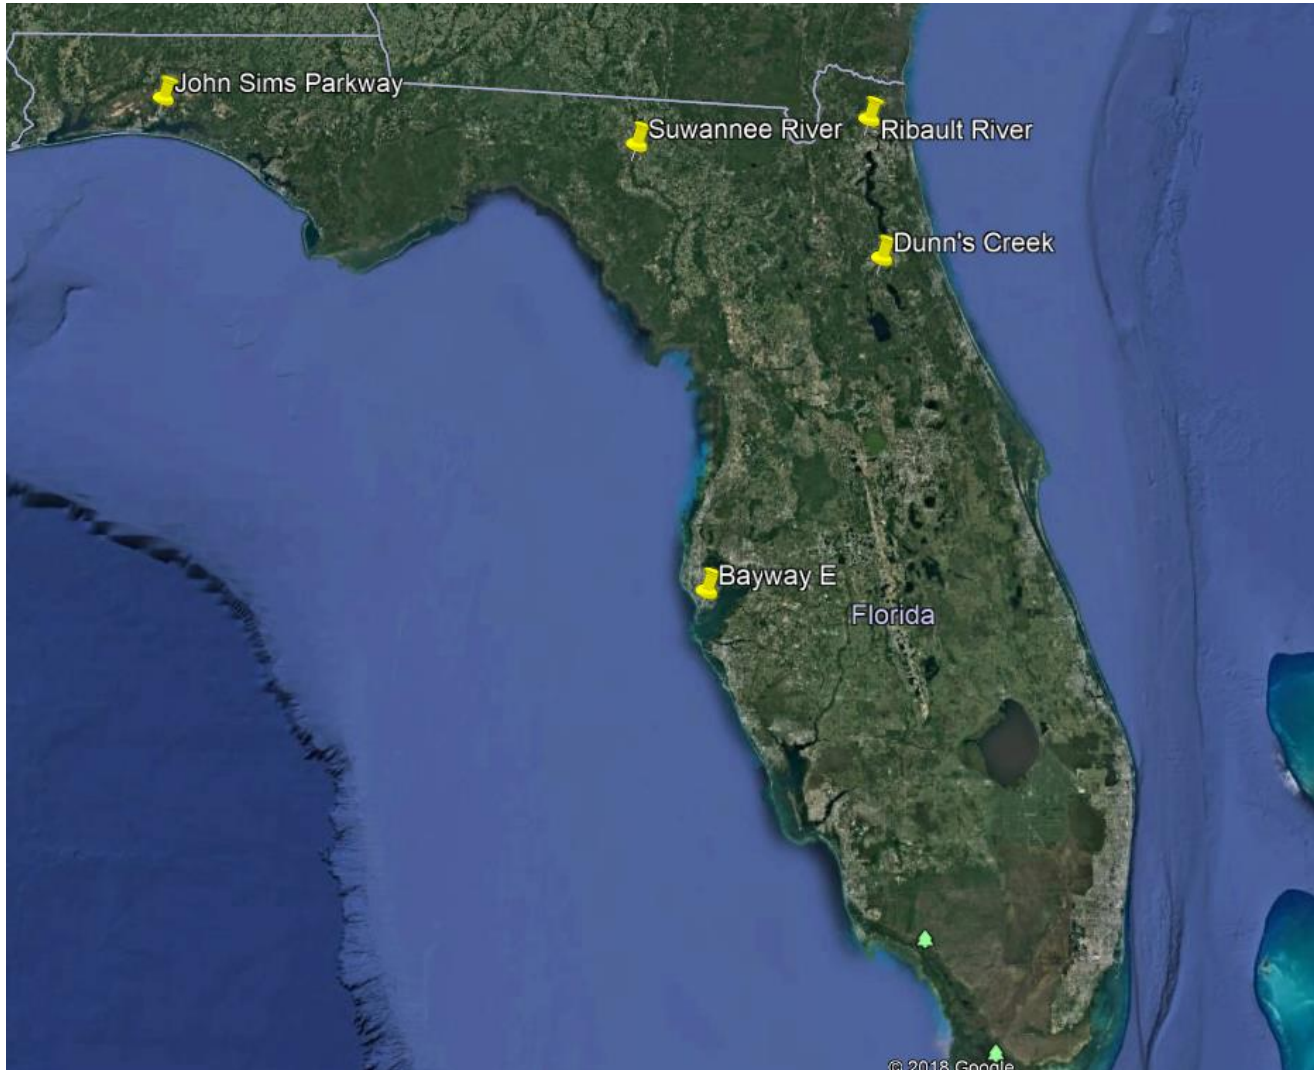 John Sims Parkway
Suwannee River
Ribault River
Dunn's Creek
Bayway E
Florida
© 2018 Google